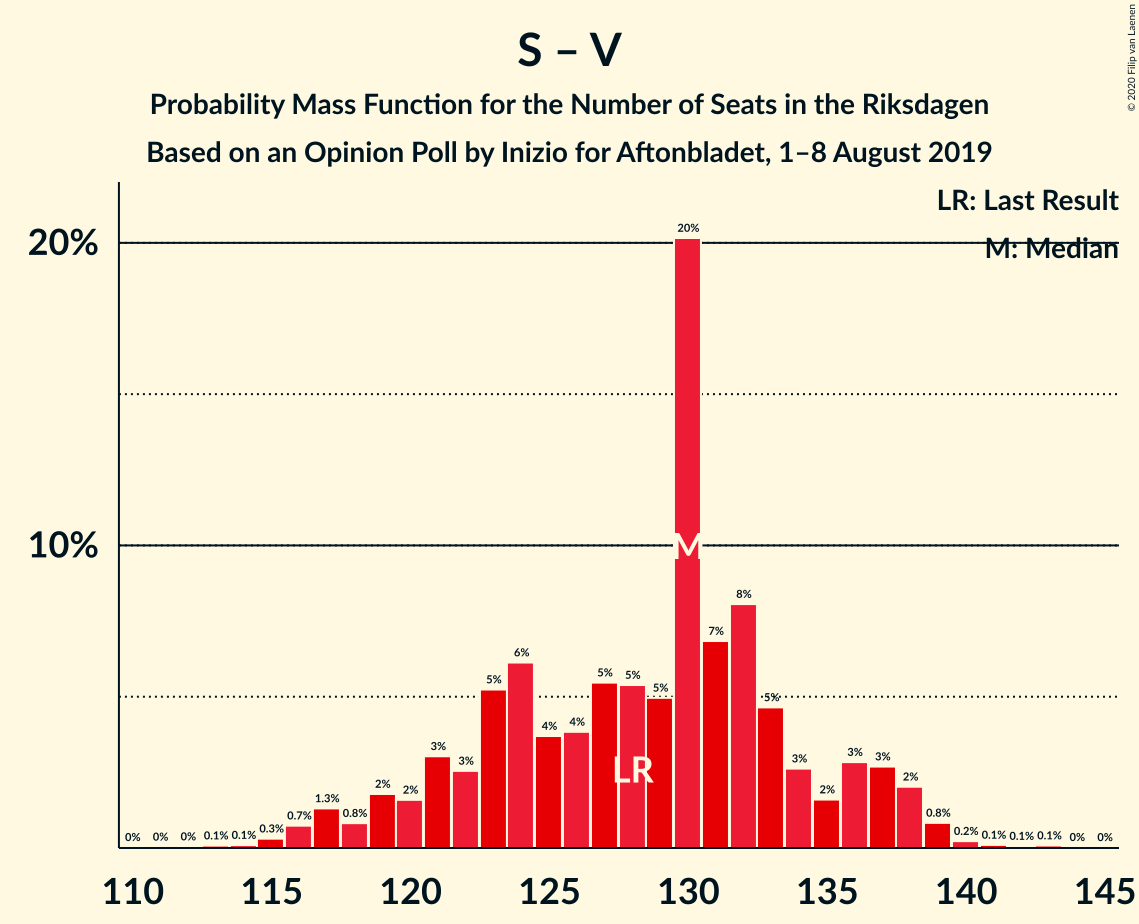 © 2020 Filip van Laenen
S – V
Probability Mass Function for the Number of Seats in the Riksdagen
Based on an Opinion Poll by Inizio for Aftonbladet, 1–8 August 2019
LR: Last Result
M: Median
20%
10%
0% 0% 0% 0.1% 0.1% 0.3% 0.7% 1.3% 0.8% 2% 2% 3% 3% 5% 6% 4% 4% 5% 5% 5% 20% 7% 8% 5% 3% 2% 3% 3% 2% 0.8% 0.2% 0.1% 0.1% 0.1% 0% 0%
M
LR
110 115 120 125 130 135 140 145